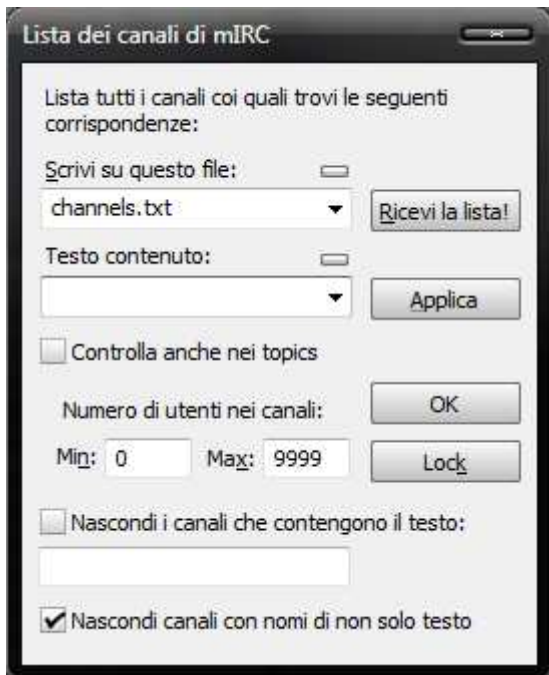 Lista dei canali di mIRC
Lista tutti i canali coi quali trovi le seguenti
corrispondenze:
Scrivi su questo file:
channels.txt
Ricevi la lista!
Testo contenuto:
Applica
Controlla anche nei topics
Numero di utenti nei canali:
OK
Min: 0 Max: 9999
Lock
Nascondi i canali che contengono il testo:
Nascondi canali con nomi di non solo testo